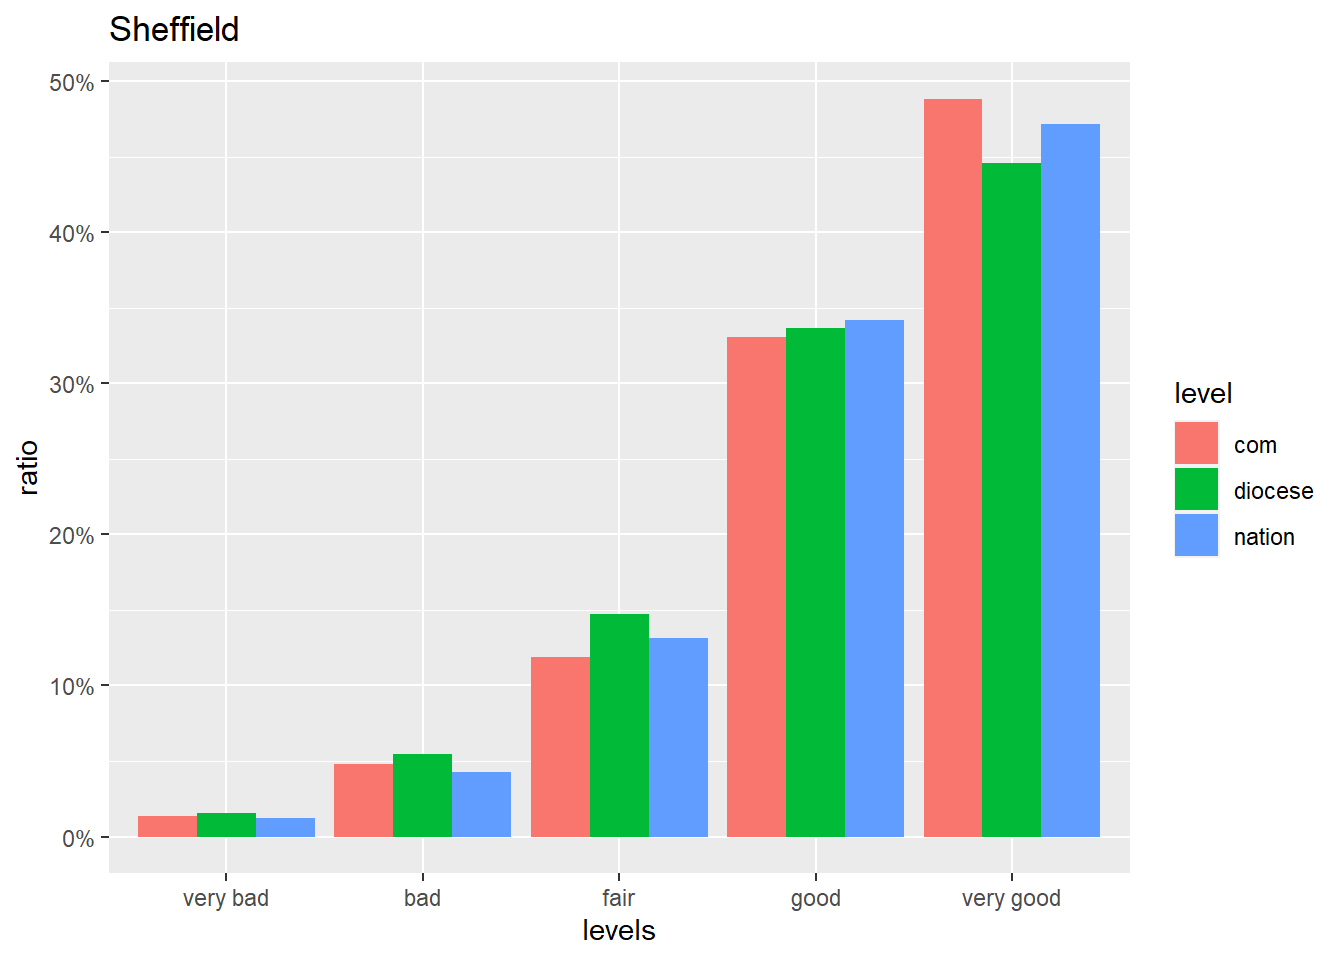 Sheffield
50%
40%
30%
20%
10%
0%
ratio
very bad
bad
fair
good
very good
levels
level
com
diocese
nation